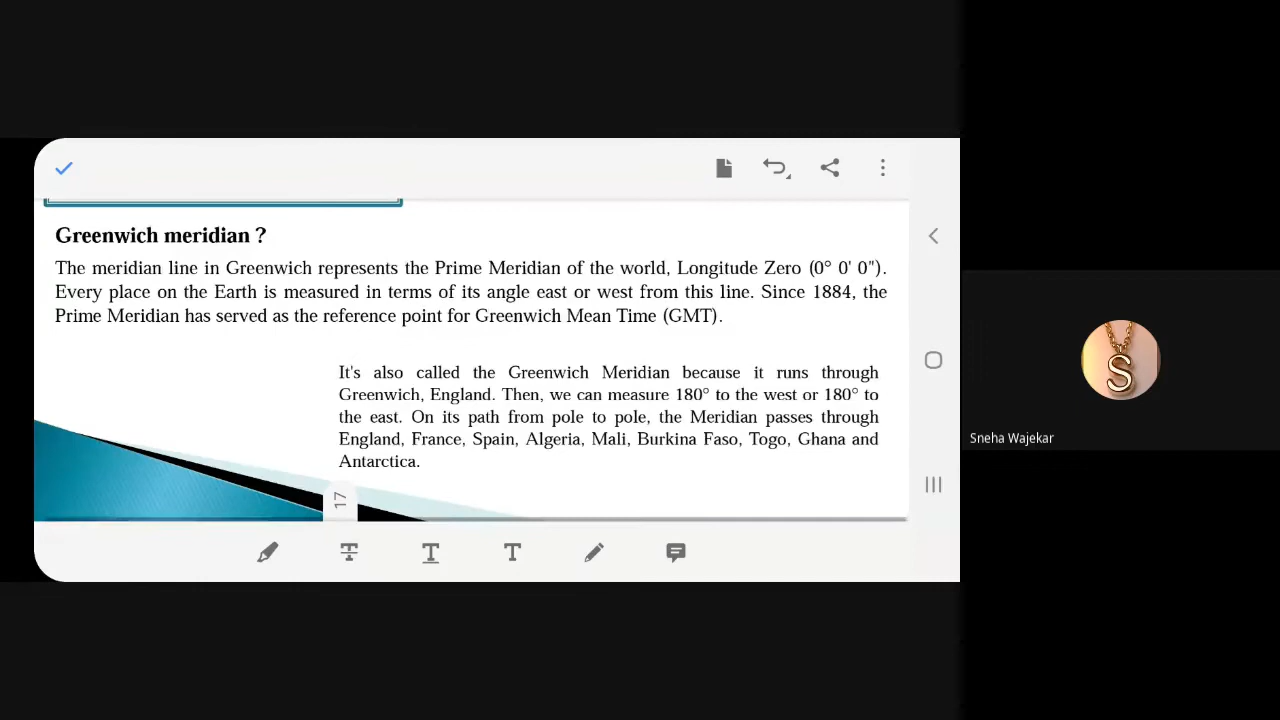 Greenwich meridian ?
The meridian line in Greenwich represents the Prime Meridian of the world, Longitude Zero (0° 0' 0").
Every place on the Earth is measured in terms of its angle east or west from this line. Since 1884, the
Prime Meridian has served as the reference point for Greenwich Mean Time (GMT).
It's also called the Greenwich Meridian because it runs through
Greenwich, England. Then, we can measure 180° to the west or 180° to
the east. On its path from pole to pole, the Meridian passes through
England, France, Spain, Algeria, Mali, Burkina Faso, Togo, Ghana and
Antarctica.
17
S
Sneha Wajekar